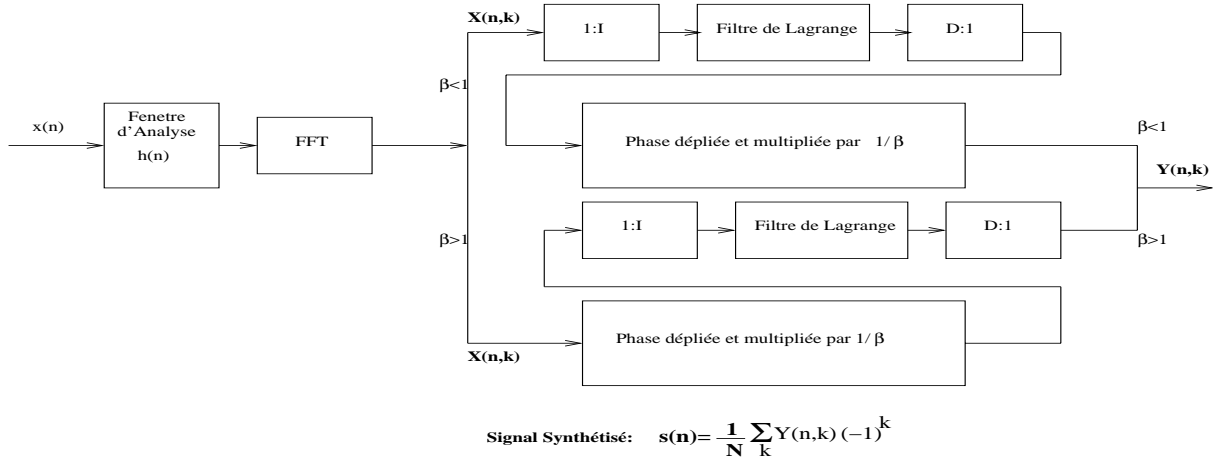 X(n,k)
1:I
Filtre de Lagrange
D:1
β<1
x(n)
Fenetre
d'Analyse
h(n)
FFT
Phase dépliée et multipliée par 1/β
β<1
Y(n,k)
β>1
1:I
Filtre de Lagrange
D:1
β>1
X(n,k)
Phase dépliée et multipliée par 1/β
Signal Synthétisé: s(n)= 1/N ∑k Y(n,k) (-1)^k